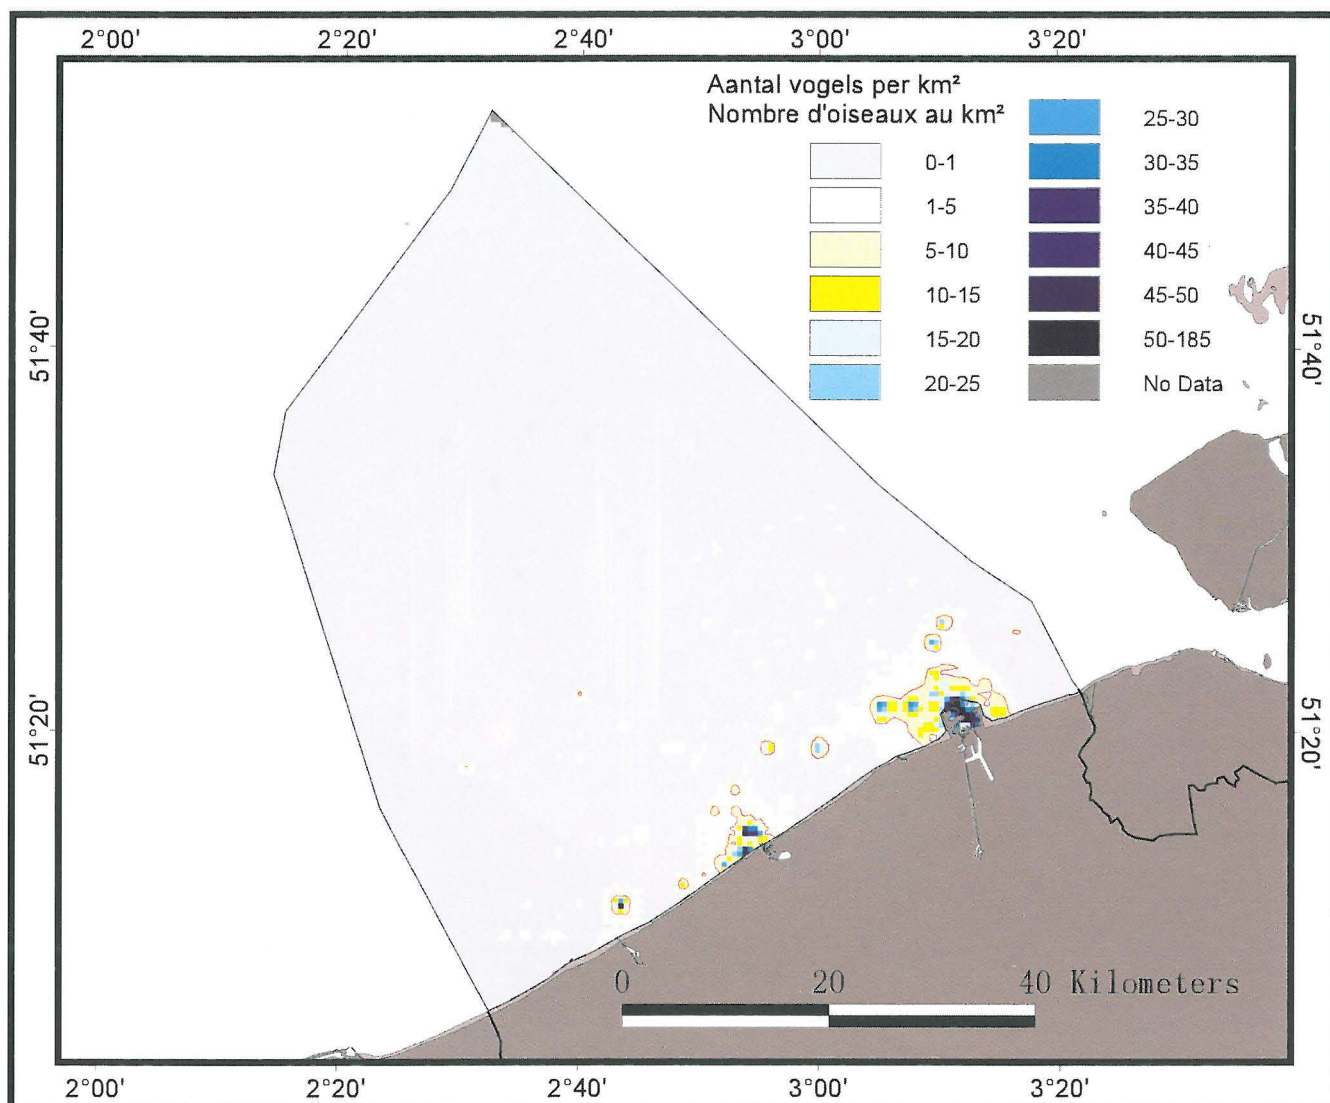 2°00' 2°20' 2°40' 3°00' 3°20'
Aantal vogels per km²
Nombre d'oiseaux au km²
0-1
1-5
5-10
10-15
15-20
20-25
25-30
30-35
35-40
40-45
45-50
50-185
No Data
51°40'
51°40'
51°20'
51°20'
0 20 40 Kilometers
2°00' 2°20' 2°40' 3°00' 3°20'